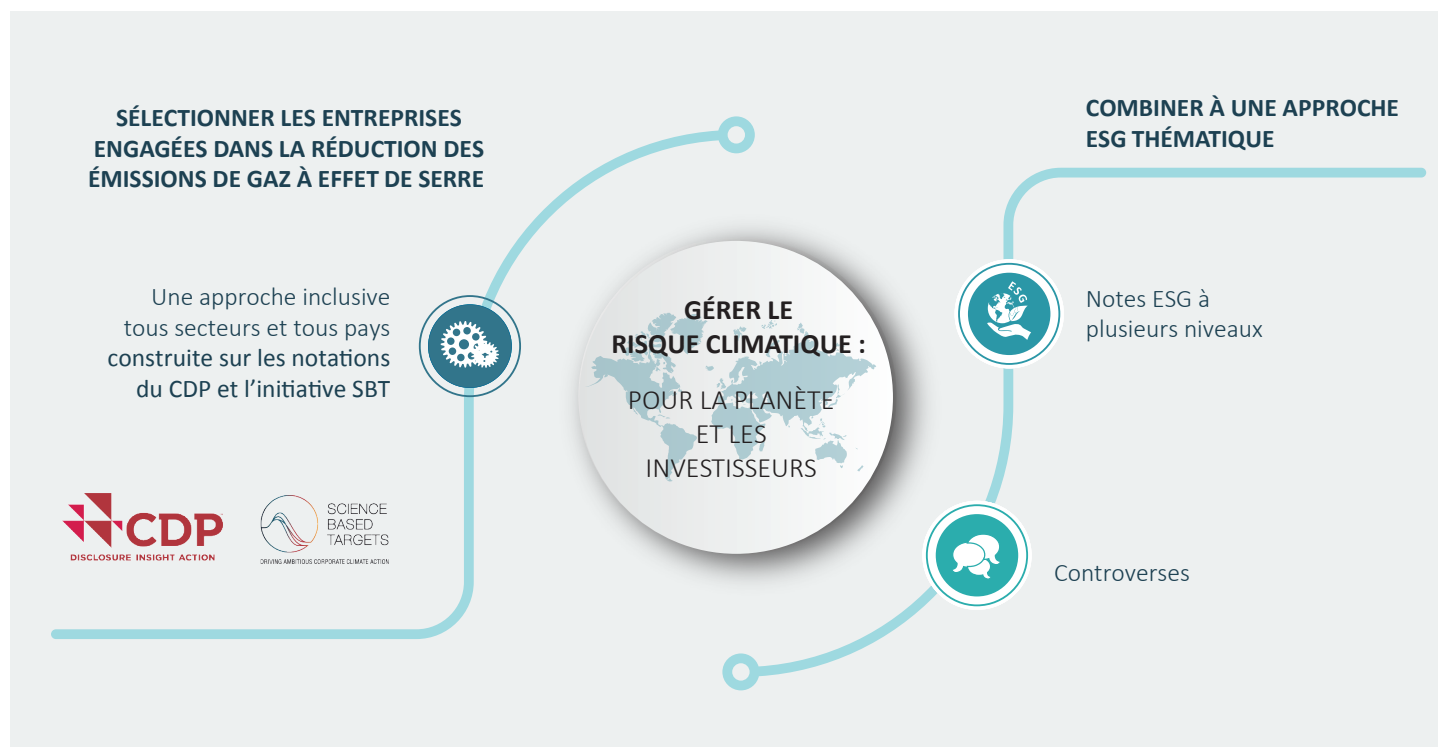 SÉLECTIONNER LES ENTREPRISES
ENGAGÉES DANS LA RÉDUCTION DES
ÉMISSIONS DE GAZ À EFFET DE SERRE
Une approche inclusive
tous secteurs et tous pays
construite sur les notations
du CDP et l’initiative SBT
CDP
DISCLOSURE INSIGHT ACTION
SCIENCE
BASED
TARGETS
DRIVING AMBITIOUS CORPORATE CLIMATE ACTION
GÉRER LE
RISQUE CLIMATIQUE :
POUR LA PLANÈTE
ET LES
INVESTISSEURS
COMBINER À UNE APPROCHE
ESG THÉMATIQUE
ESG
Notes ESG à
plusieurs niveaux
Controverses